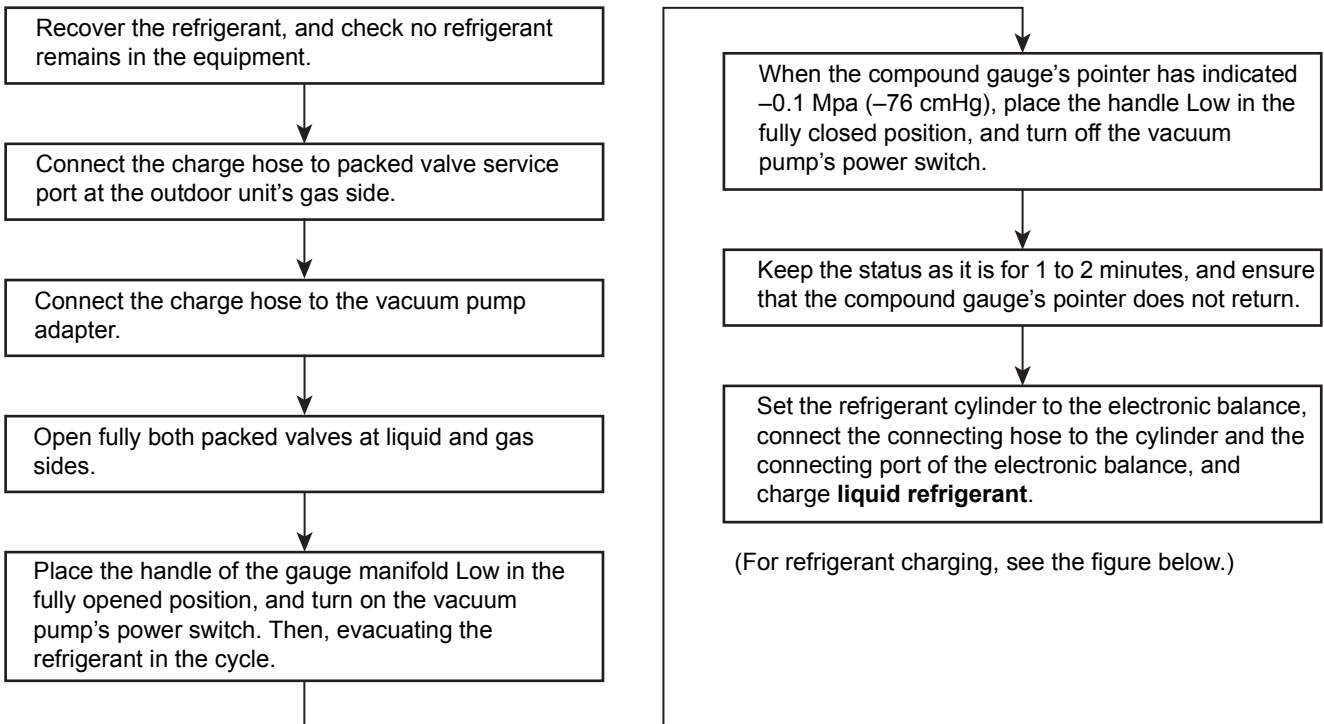 Recover the refrigerant, and check no refrigerant
remains in the equipment.
Connect the charge hose to packed valve service
port at the outdoor unit's gas side.
Connect the charge hose to the vacuum pump
adapter.
Open fully both packed valves at liquid and gas
sides.
Place the handle of the gauge manifold Low in the
fully opened position, and turn on the vacuum
pump's power switch. Then, evacuating the
refrigerant in the cycle.
When the compound gauge's pointer has indicated
–0.1 Mpa (–76 cmHg), place the handle Low in the
fully closed position, and turn off the vacuum
pump's power switch.
Keep the status as it is for 1 to 2 minutes, and ensure
that the compound gauge's pointer does not return.
Set the refrigerant cylinder to the electronic balance,
connect the connecting hose to the cylinder and the
connecting port of the electronic balance, and
charge liquid refrigerant.
(For refrigerant charging, see the figure below.)